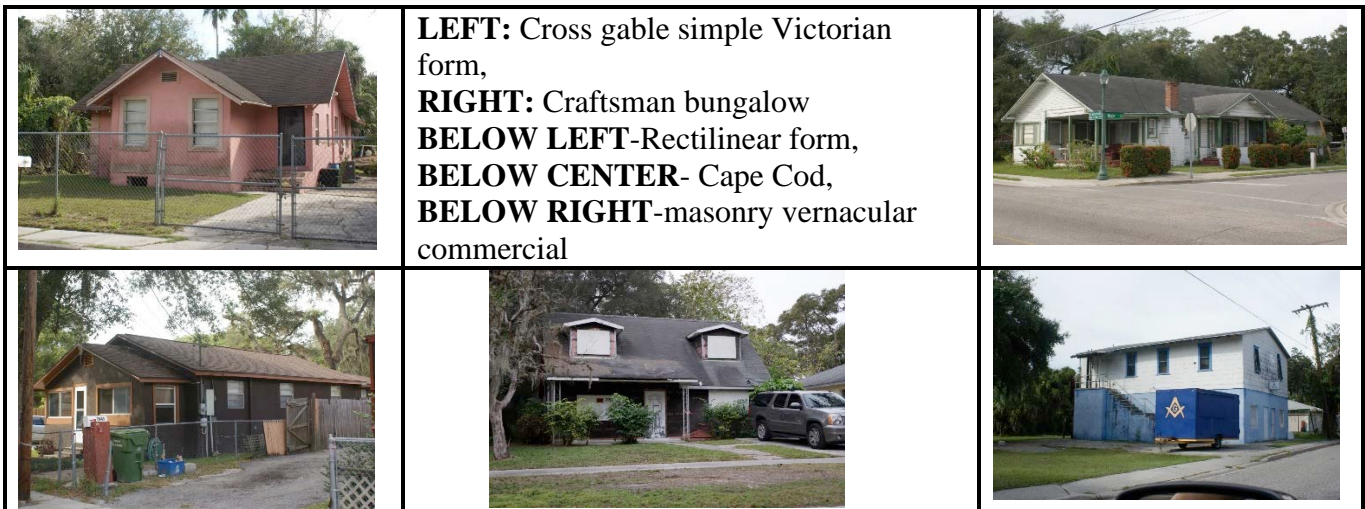 LEFT: Cross gable simple Victorian
form,
RIGHT: Craftsman bungalow
BELOW LEFT-Rectilinear form,
BELOW CENTER- Cape Cod,
BELOW RIGHT-masonry vernacular
commercial
G